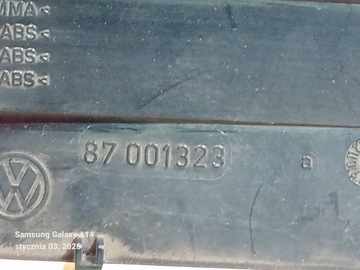 MMA<
ABS<
ABS<
ABS<
87 001323
a
Samsung Galaxy A14
stycznia 03, 2025